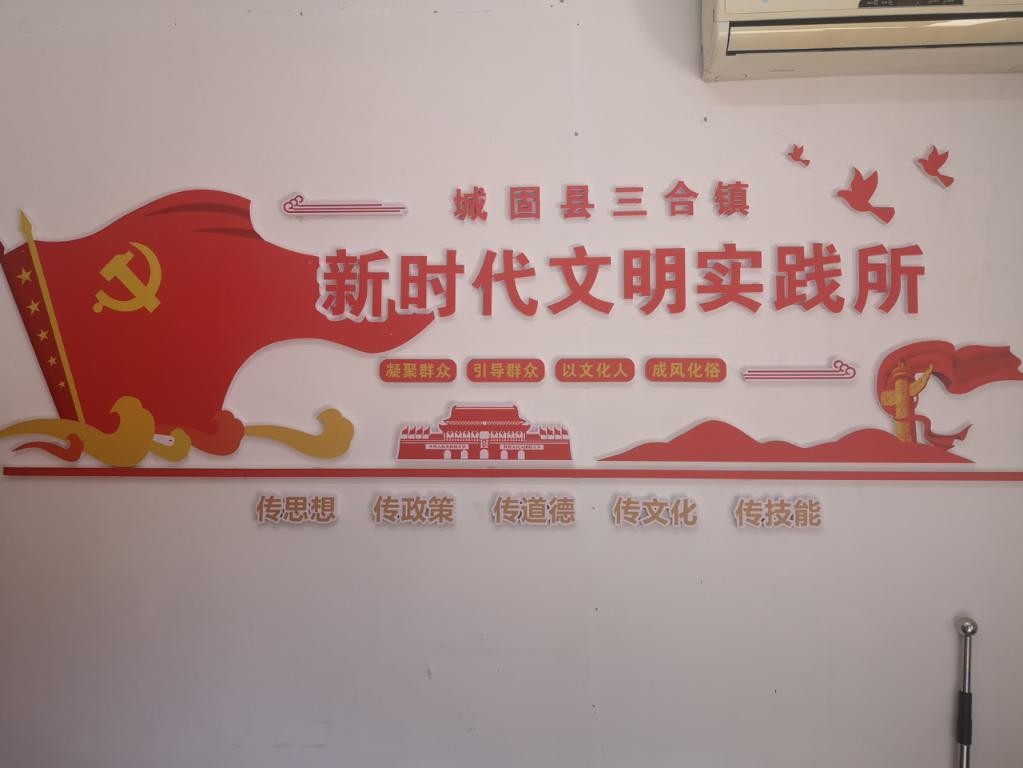 城固县三合镇
新时代文明实践所
凝聚群众 引导群众 以文化人 成风化俗
传思想 传政策 传道德 传文化 传技能